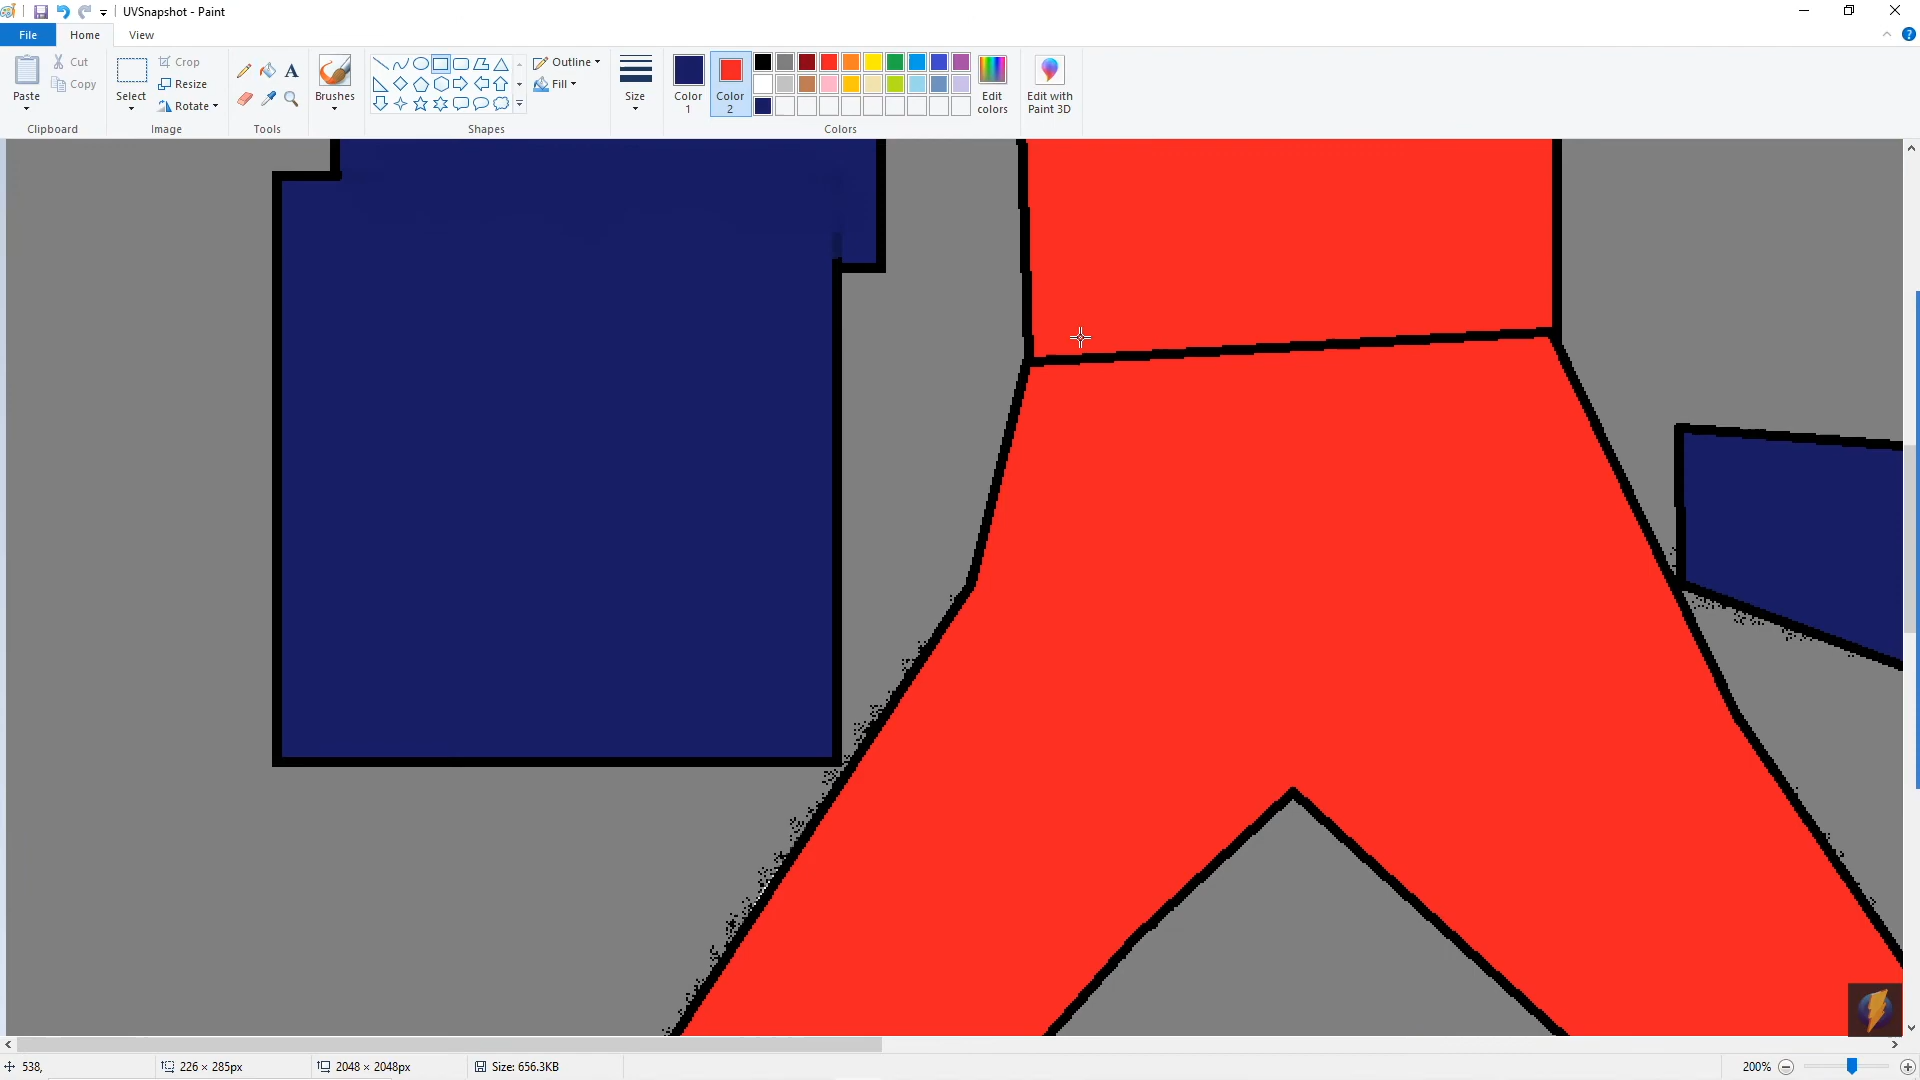 UVSnapshot - Paint
File Home View
Paste
Cut
Copy
Clipboard
Select
Crop
Resize
Rotate
Image
A
Tools
Brushes
Shapes
Outline
Fill
Size
Color 1
Color 2
Colors
Edit colors
Edit with Paint 3D
538,
226 × 285px
2048 × 2048px
Size: 656.3KB
200%